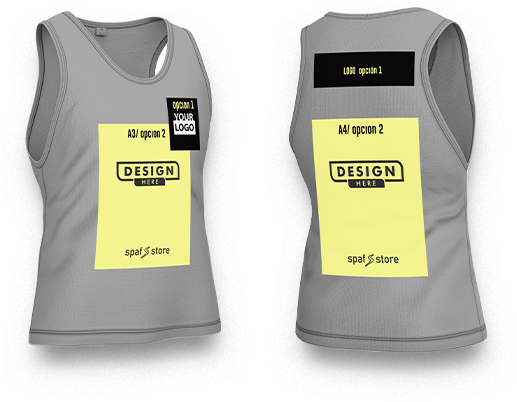 opcion 1
YOUR
LOGO
A3/ opcion 2
DESIGN
HERE
spaf store
LOGO opcion 1
A4/ opcion 2
DESIGN
HERE
spaf store